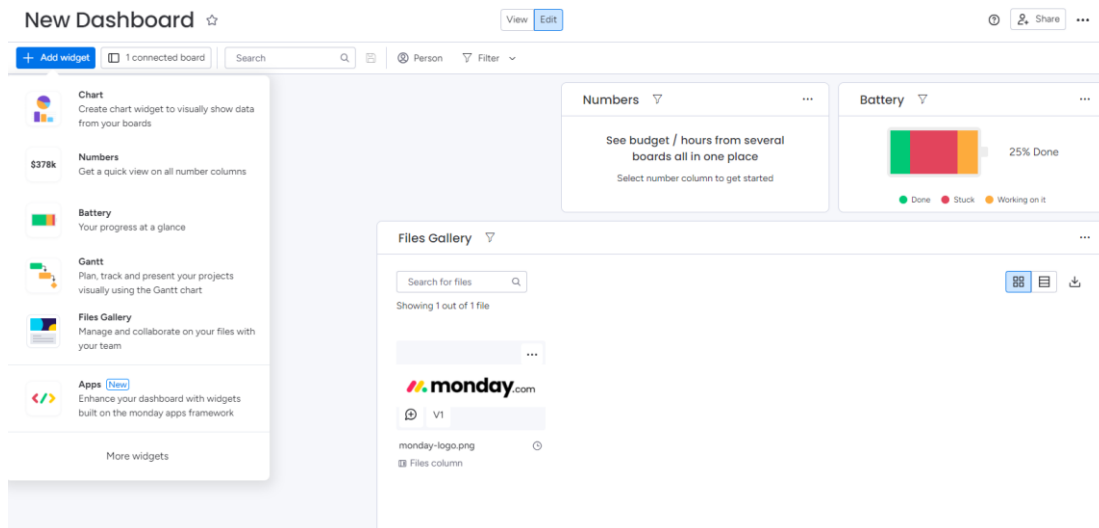 New Dashboard
View Edit
Share
Add widget
1 connected board
Search
Person
Filter
Chart
Create chart widget to visually show data
from your boards
$378k
Numbers
Get a quick view on all number columns
Battery
Your progress at a glance
Gantt
Plan, track and present your projects
visually using the Gantt chart
Files Gallery
Manage and collaborate on your files with
your team
Apps New
Enhance your dashboard with widgets
built on the monday apps framework
More widgets
Numbers
See budget / hours from several
boards all in one place
Select number column to get started
Battery
25% Done
Done Stuck Working on it
Files Gallery
Search for files
Showing 1 out of 1 file
monday.com
V1
monday-logo.png
Files column